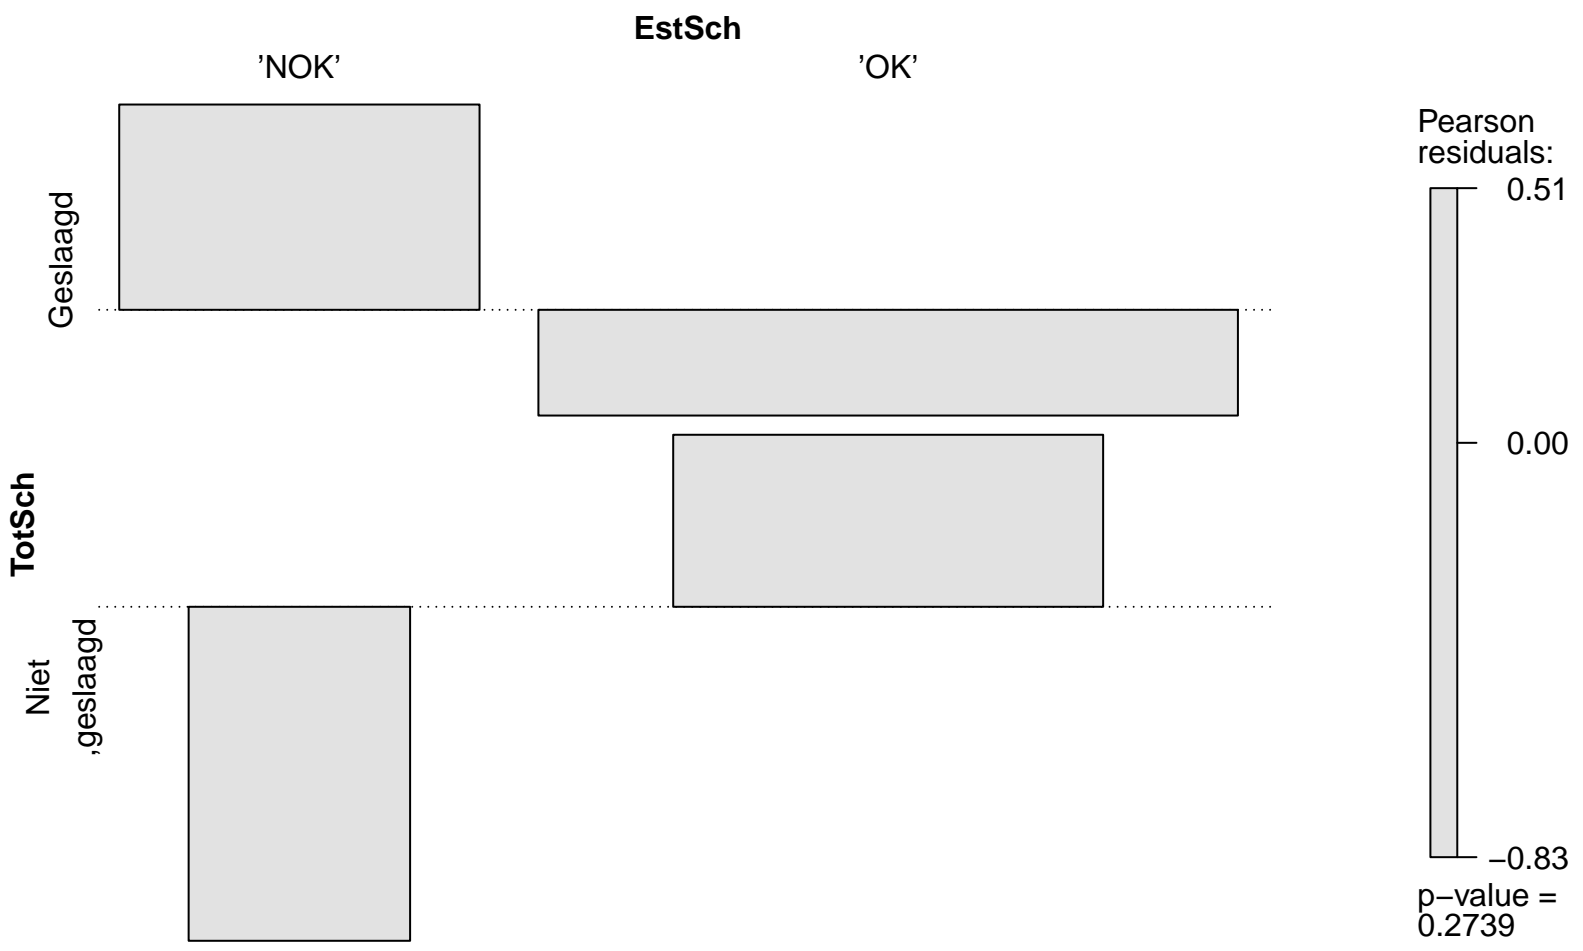 EstSch
’NOK’ ’OK’
Geslaagd
TotSch
Niet
‚geslaagd
Pearson
residuals:
0.51
0.00
−0.83
p−value =
0.2739